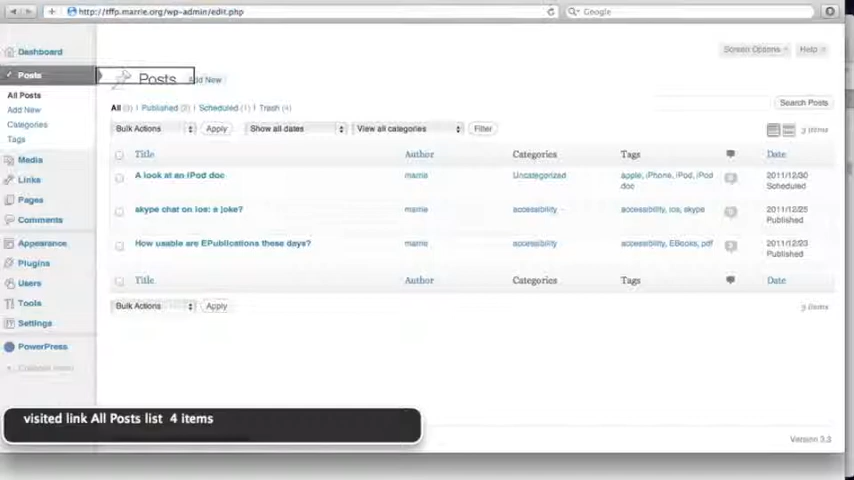 http://tffp.marrie.org/wp-admin/edit.php
Google
Dashboard
Screen Options
Help
Posts
Posts
Add New
All Posts
Add New
Categories
Tags
Media
Links
Pages
Comments
Appearance
Plugins
Users
Tools
Settings
PowerPress
Collapse menu
All (3) | Published (2) | Scheduled (1) | Trash (4)
Search Posts
Bulk Actions Apply Show all dates View all categories Filter
3 items
Title Author Categories Tags Date
A look at an iPod doc marrie Uncategorized apple, iPhone, iPod, iPod doc 2011/12/30 Scheduled
skype chat on ios: a joke? marrie accessibility accessibility, ios, skype 2011/12/25 Published
How usable are EPublications these days? marrie accessibility accessibility, EBooks, pdf 2011/12/23 Published
Title Author Categories Tags Date
Bulk Actions Apply
3 items
visited link All Posts list 4 items
Version 3.3